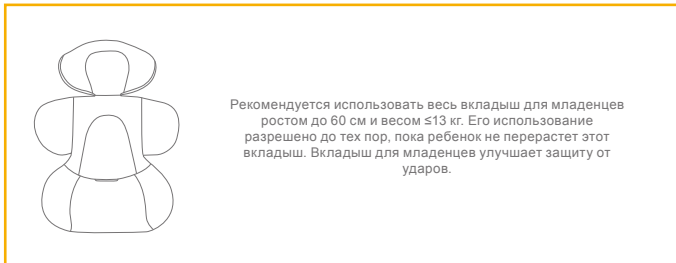 Рекомендуется использовать весь вкладыш для младенцев
ростом до 60 см и весом ≤13 кг. Его использование
разрешено до тех пор, пока ребенок не перерастет этот
вкладыш. Вкладыш для младенцев улучшает защиту от
ударов.